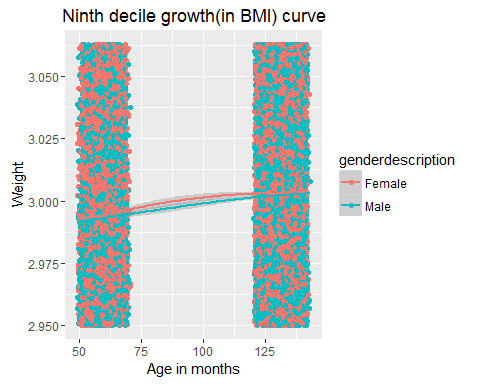 Ninth decile growth(in BMI) curve
Weight
3.050
3.025
3.000
2.975
2.950
50 75 100 125
Age in months
genderdescription
Female
Male